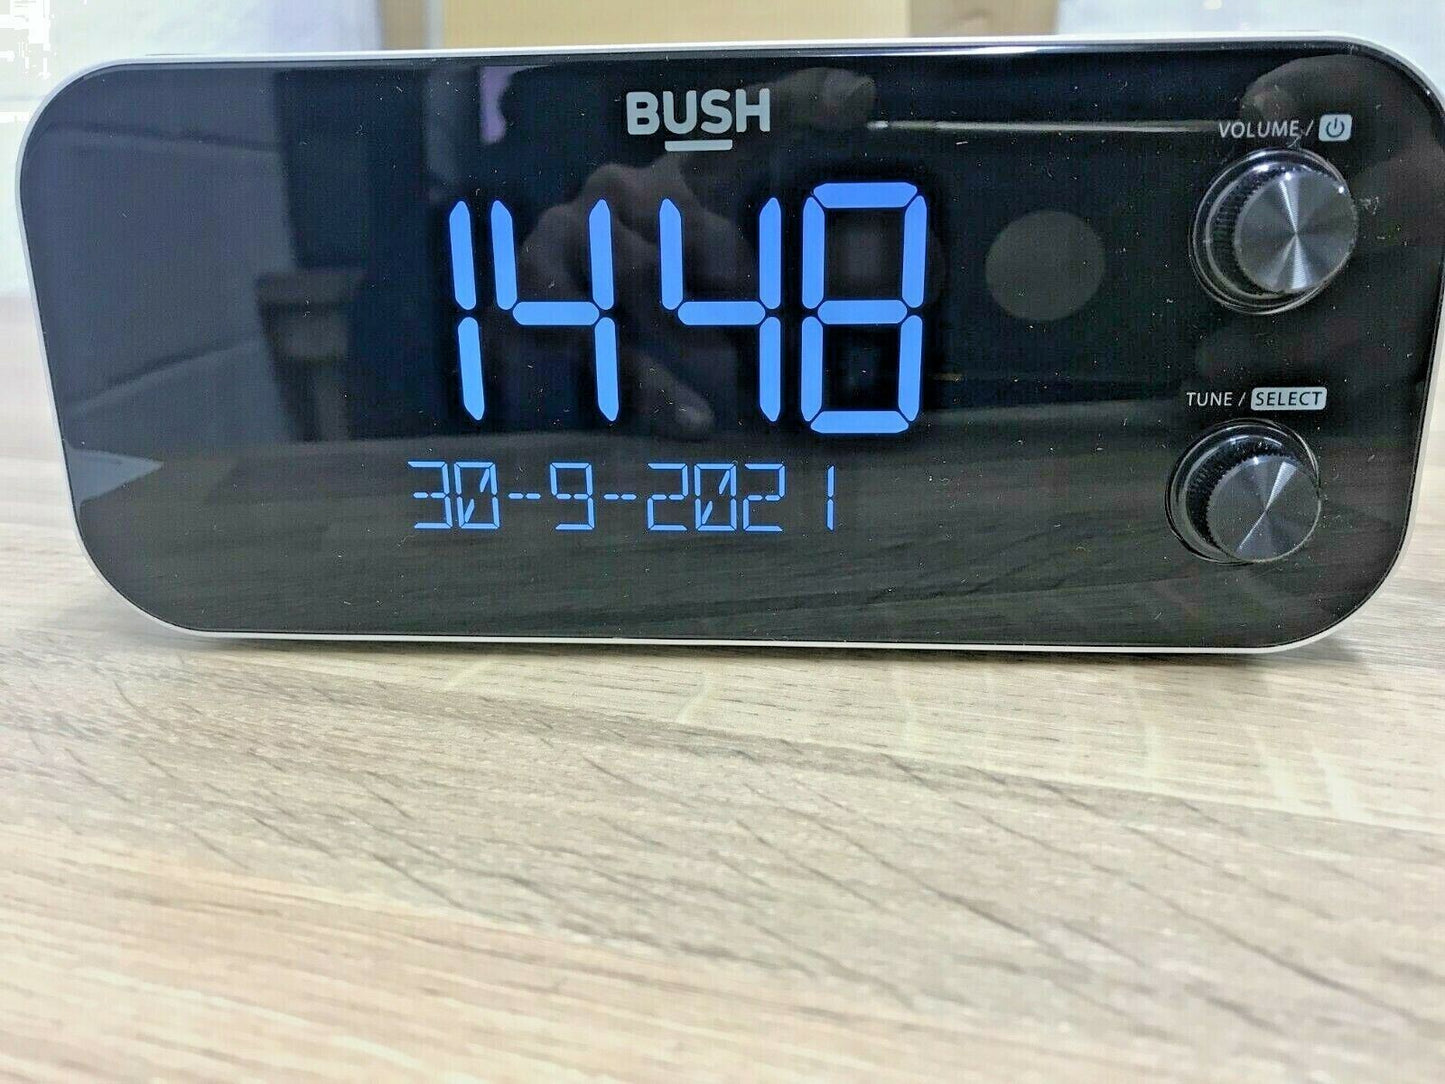 BUSH
VOLUME /
1448
TUNE / SELECT
30-9-2021